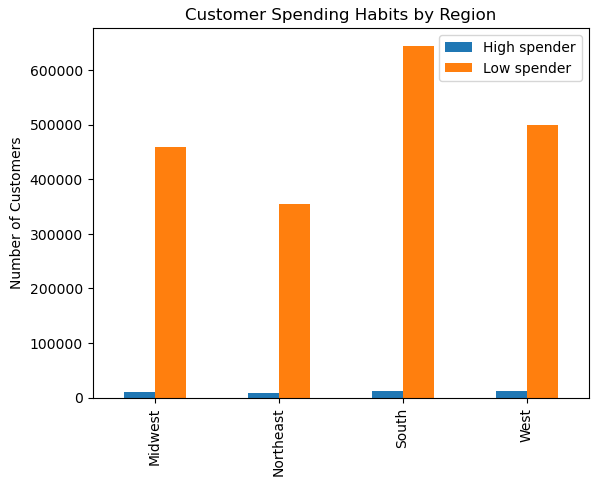 Customer Spending Habits by Region
High spender
Low spender
Number of Customers
600000
500000
400000
300000
200000
100000
0
Midwest
Northeast
South
West